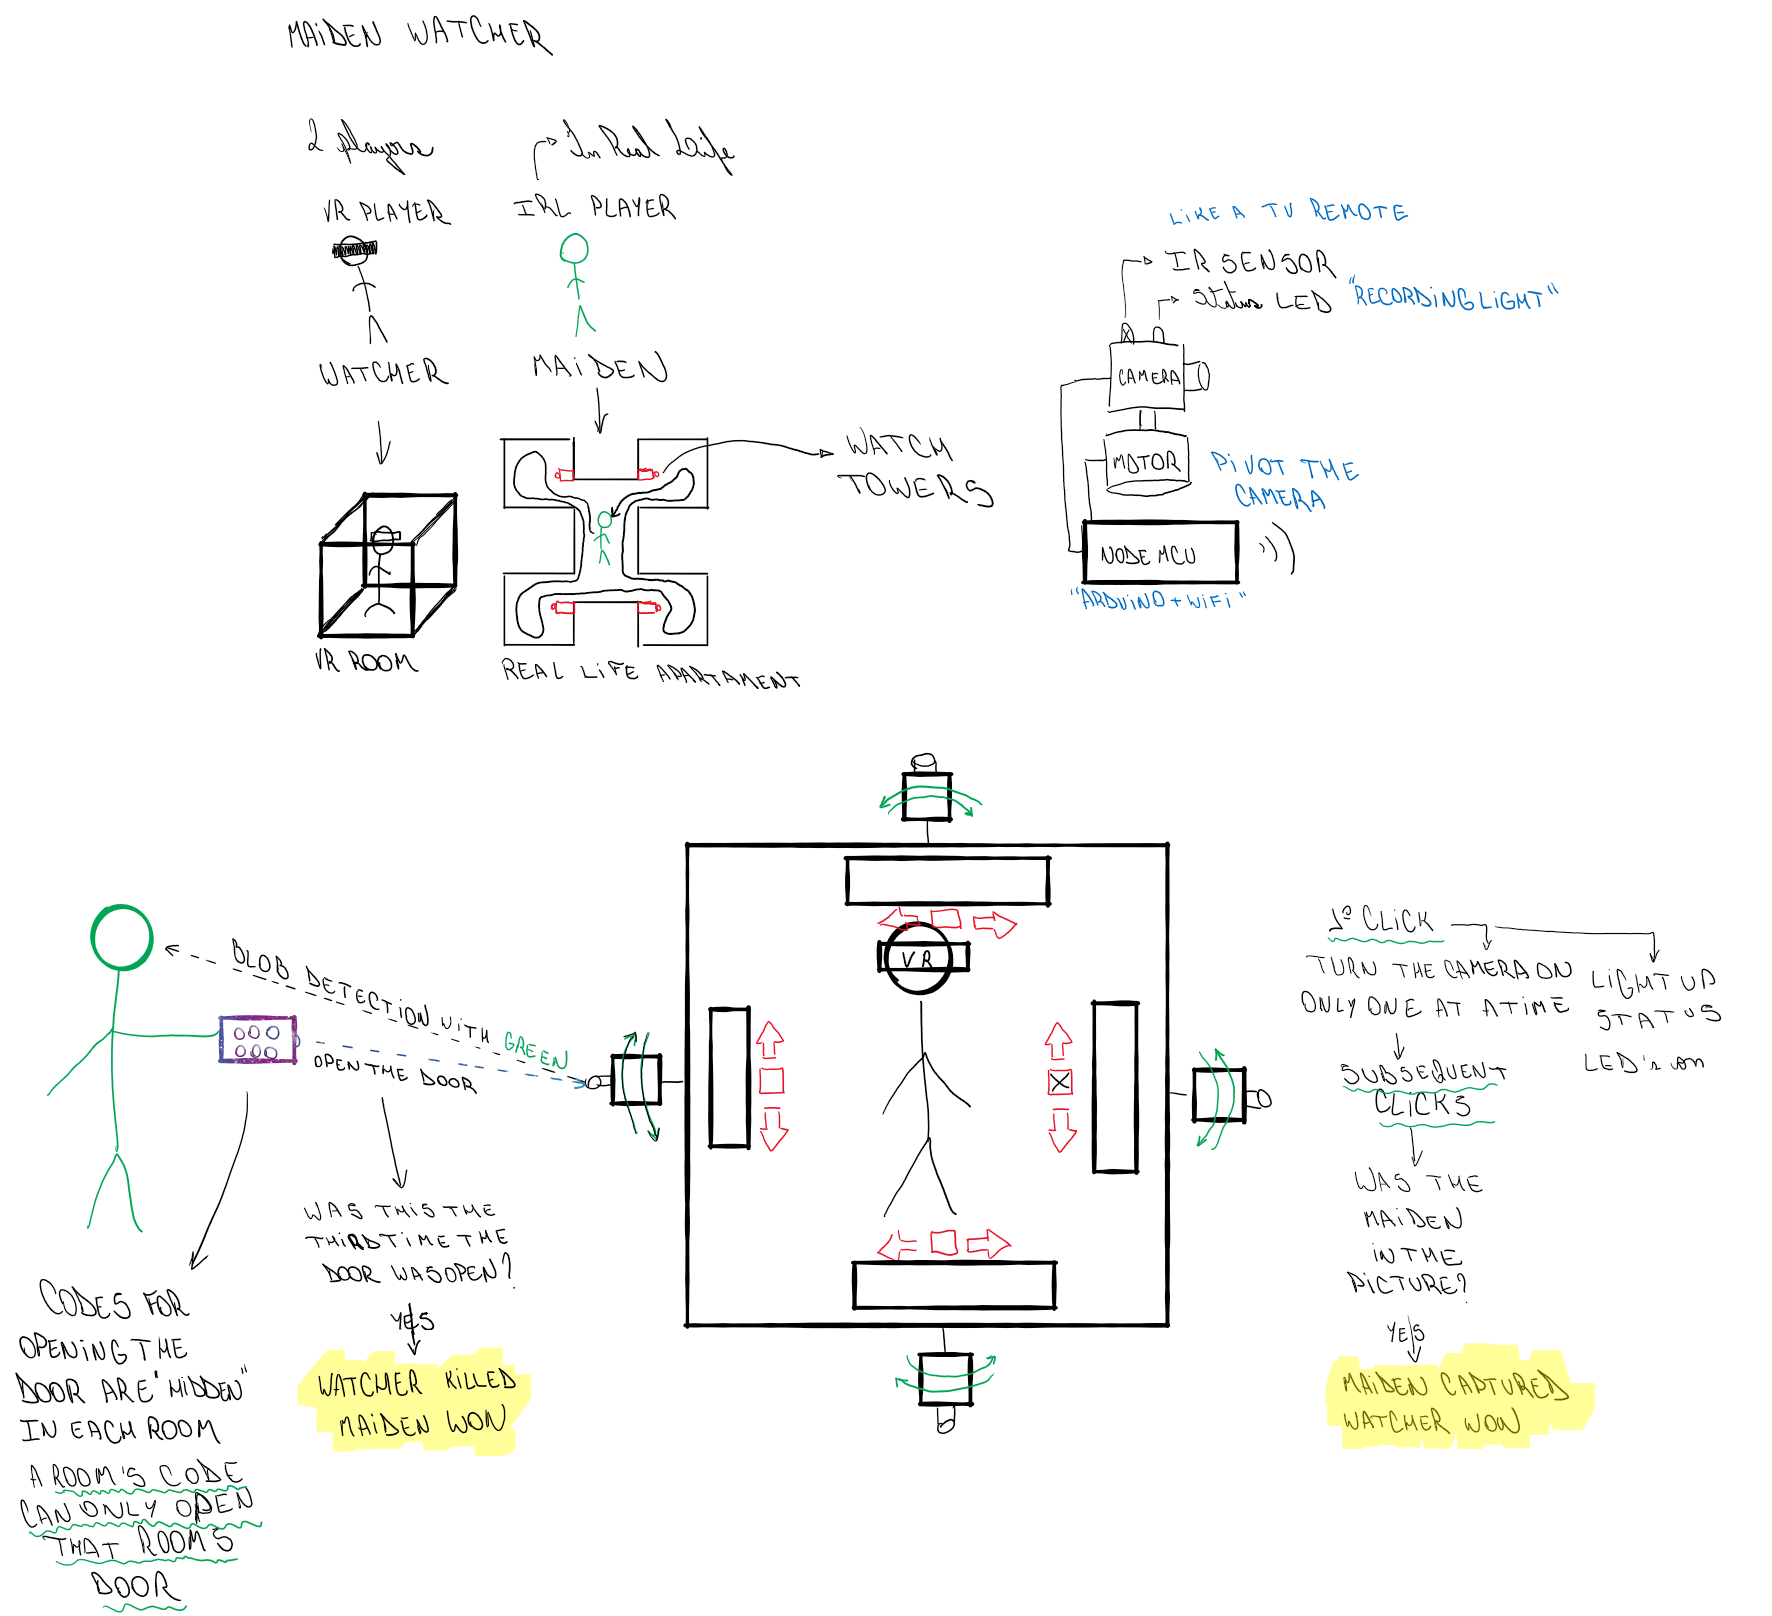 MAiDEN WATCHER
2 players
In Real Life
VR PLAYER
IRL PLAYER
WATCHER
MAiDEN
VR ROOM
REAL LiFE APARTAMENT
WATCH
TOWERS
LiKE A TV REMOTE
IR SENSOR
Status LED "RECORDiNG LiGHT"
CAMERA
MOTOR
PiVOT THE
CAMERA
NODE MCU
"ARDUiNO + WiFi"
BLOB DETECTiON WiTH GREEN
OPEN THE DOOR
VR
CODES FOR
OPENiNG THE
DOOR ARE "HiDDEN"
IN EACH ROOM
A ROOM'S CODE
CAN ONLY OPEN
THAT ROOMS
DOOR
WAS THiS THE
THiRD TiME THE
DOOR WAS OPEN?
YES
WATCHER KiLLED
MAiDEN WON
1º CLiCK
TURN THE CAMERA ON
ONLY ONE AT A TiME
LiGHT UP
STATUS
LED's on
SUBSEQUENT
CLiCKS
WAS THE
MAiDEN
iN THE
PiCTURE?
YES
MAiDEN CAPTURED
WATCHER WON